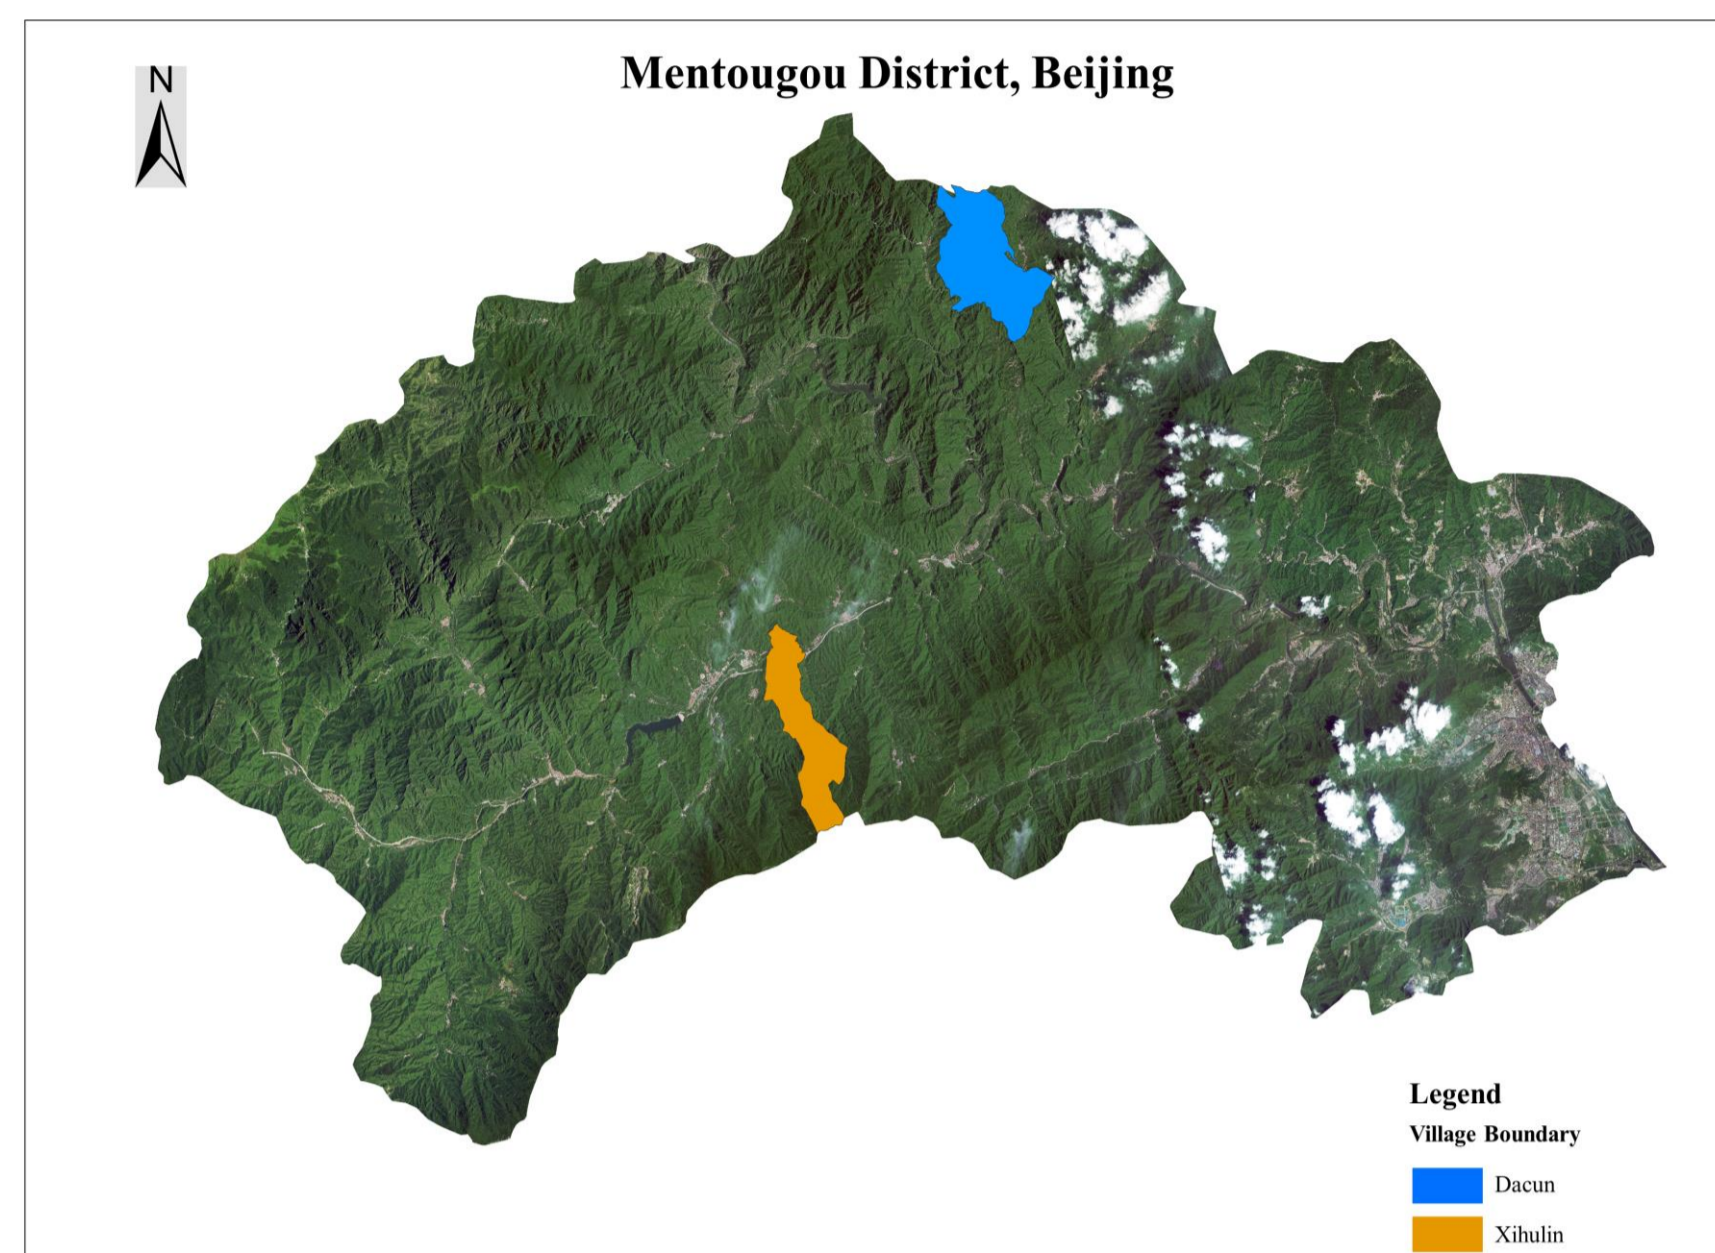 Mentougou District, Beijing
N
Legend
Village Boundary
Dacun
Xihulin